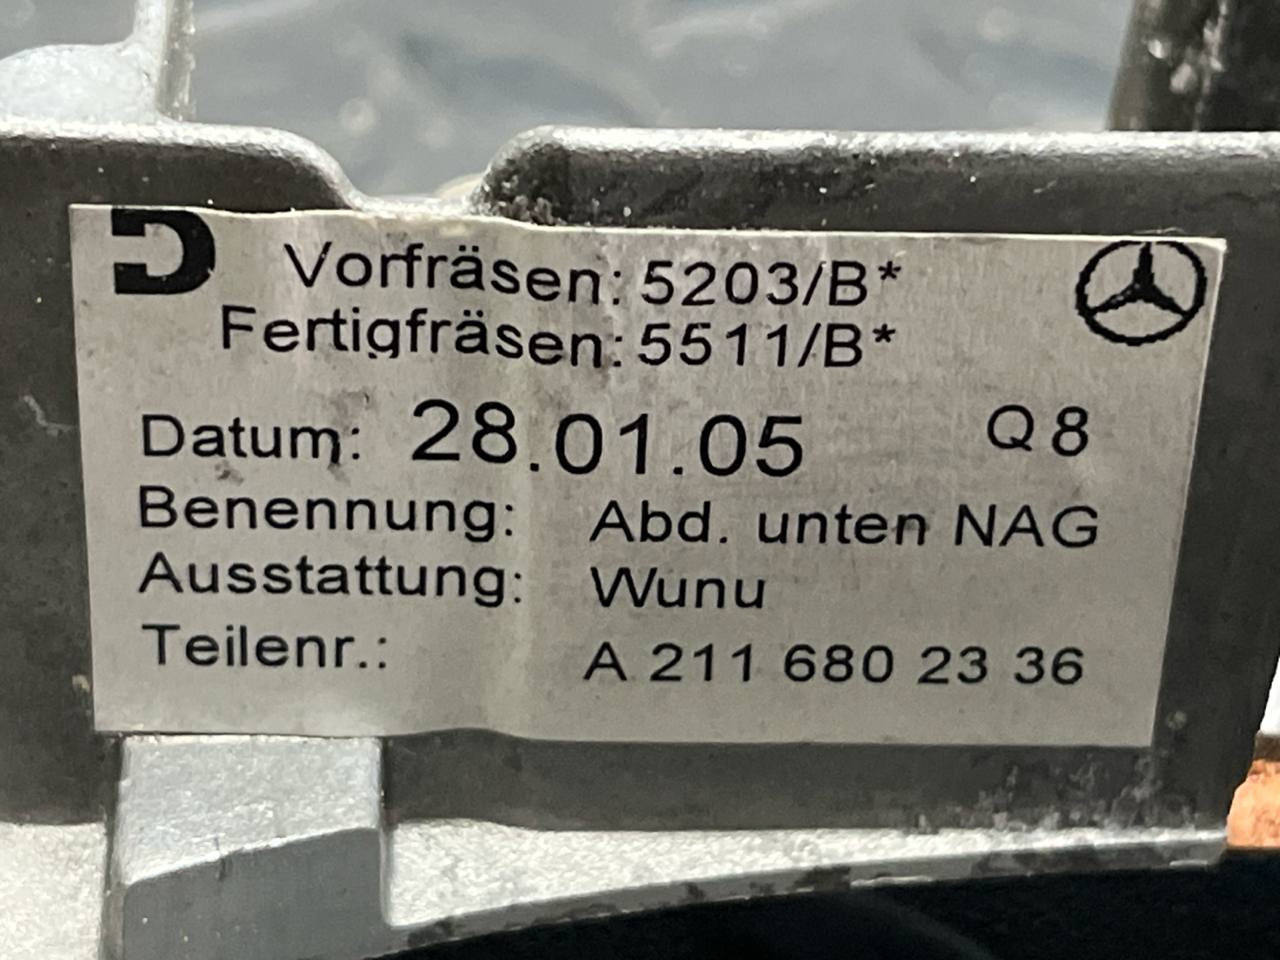 Vorfräsen: 5203/B*
Fertigfräsen: 5511/B*
Datum: 28.01.05 Q8
Benennung: Abd. unten NAG
Ausstattung: Wunu
Teilenr.: A 211 680 23 36